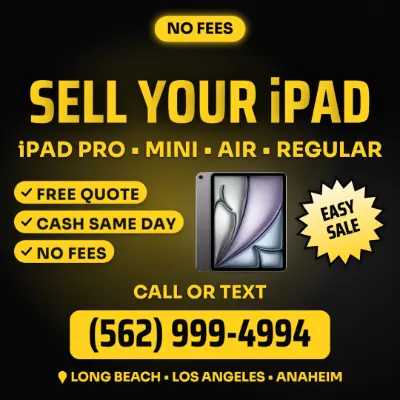 NO FEES
SELL YOUR iPAD
iPAD PRO ▪ MINI ▪ AIR ▪ REGULAR
✓ FREE QUOTE
✓ CASH SAME DAY
✓ NO FEES
EASY
SALE
CALL OR TEXT
(562) 999-4994
LONG BEACH ▪ LOS ANGELES ▪ ANAHEIM